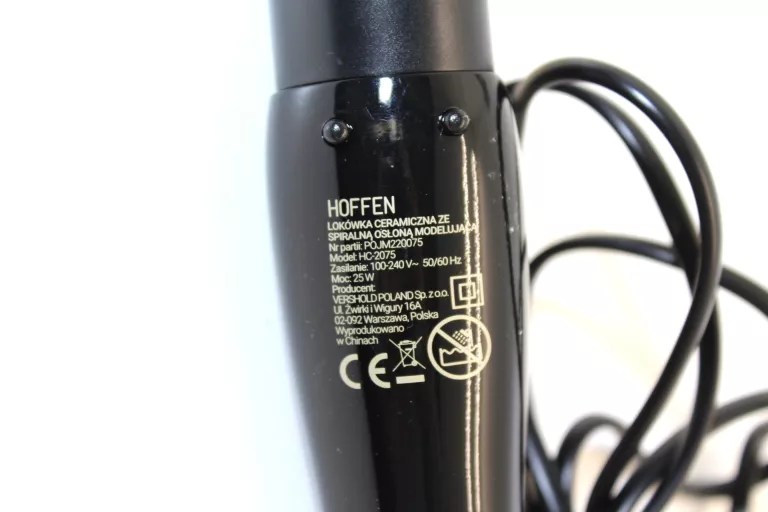 HOFFEN
LOKÓWKA CERAMICZNA ZE
SPIRALNĄ OSŁONĄ MODELUJĄCĄ
Nr partii: POJM220075
Model: HC-2075
Zasilanie: 100-240 V~ 50/60 Hz
Moc: 25 W
Producent:
VERSHOLD POLAND Sp. z o.o.
Ul. Żwirki i Wigury 16A
02-092 Warszawa, Polska
Wyprodukowano
w Chinach
CE